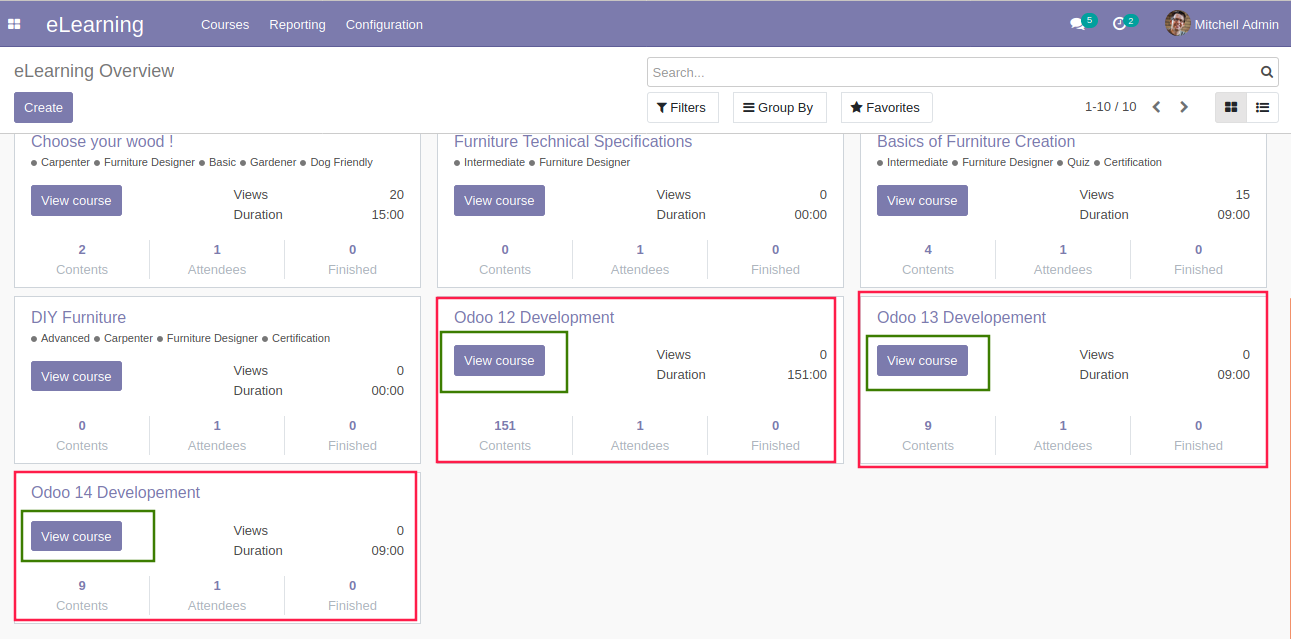 eLearning Courses Reporting Configuration 5 2 Mitchell Admin
eLearning Overview Search...
Create Filters Group By Favorites 1-10 / 10
Choose your wood !
Carpenter Furniture Designer Basic Gardener Dog Friendly
View course
Views 20
Duration 15:00
2 1 0
Contents Attendees Finished
Furniture Technical Specifications
Intermediate Furniture Designer
View course
Views 0
Duration 00:00
0 1 0
Contents Attendees Finished
Basics of Furniture Creation
Intermediate Furniture Designer Quiz Certification
View course
Views 15
Duration 09:00
4 1 0
Contents Attendees Finished
DIY Furniture
Advanced Carpenter Furniture Designer Certification
View course
Views 0
Duration 00:00
0 1 0
Contents Attendees Finished
Odoo 12 Development
View course
Views 0
Duration 151:00
151 1 0
Contents Attendees Finished
Odoo 13 Developement
View course
Views 0
Duration 09:00
9 1 0
Contents Attendees Finished
Odoo 14 Developement
View course
Views 0
Duration 09:00
9 1 0
Contents Attendees Finished